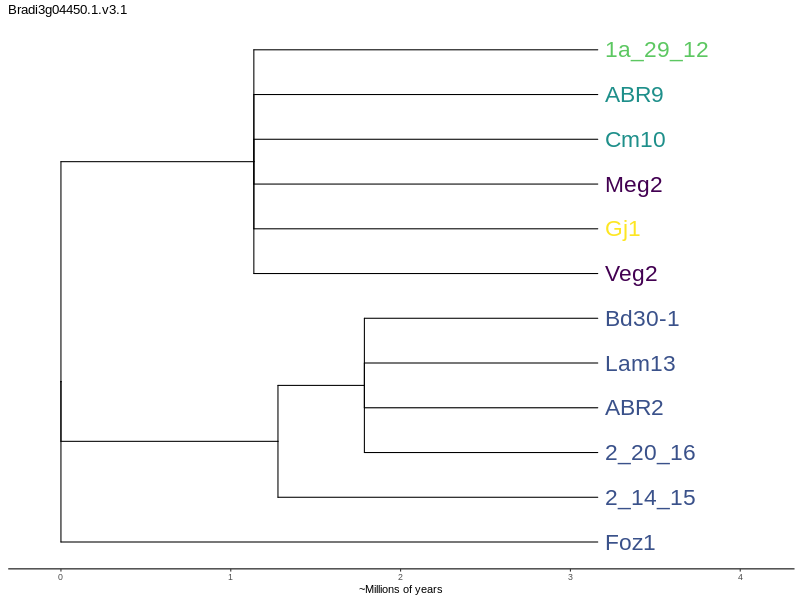 Bradi3g04450.1.v3.1
1a_29_12
ABR9
Cm10
Meg2
Gj1
Veg2
Bd30-1
Lam13
ABR2
2_20_16
2_14_15
Foz1
0 1 2 3 4
~Millions of years